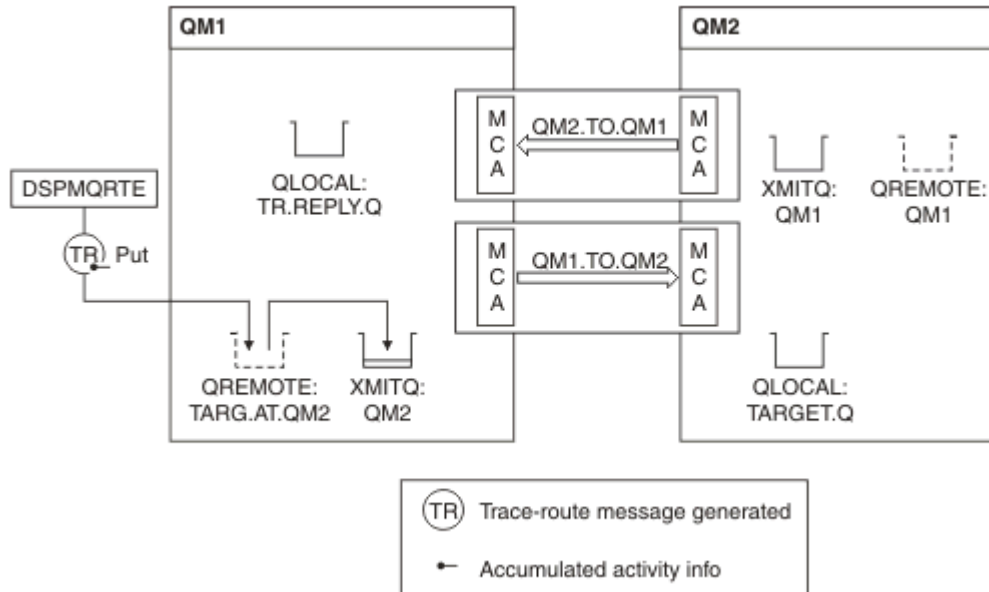 QM1
QM2
M
C
A
QM2.TO.QM1
M
C
A
QLOCAL:
TR.REPLY.Q
XMITQ:
QM1
QREMOTE:
QM1
DSPMQRTE
TR
Put
M
C
A
QM1.TO.QM2
M
C
A
QREMOTE:
TARG.AT.QM2
XMITQ:
QM2
QLOCAL:
TARGET.Q
TR Trace-route message generated
Accumulated activity info